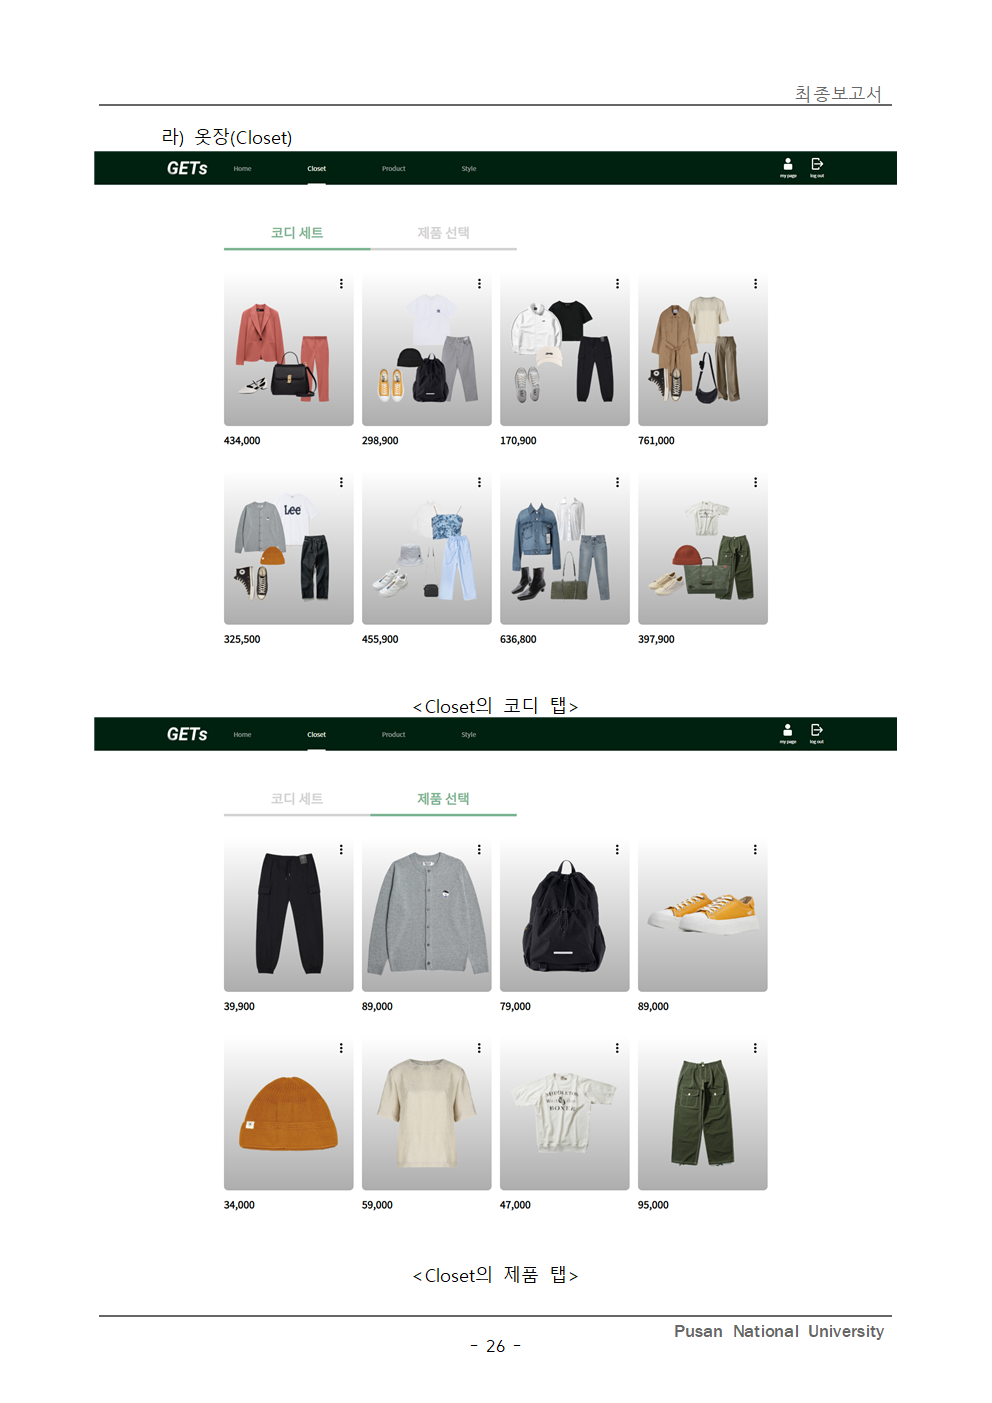 최종보고서
라) 옷장(Closet)
GETs Home Closet Product Style my page log out
코디 세트 제품 선택
Lee
434,000 298,900 170,900 761,000
325,500 455,900 636,800 397,900
<Closet의 코디 탭>
GETs Home Closet Product Style my page log out
코디 세트 제품 선택
39,900 89,000 79,000 89,000
BOXER
34,000 59,000 47,000 95,000
<Closet의 제품 탭>
Pusan National University
- 26 -